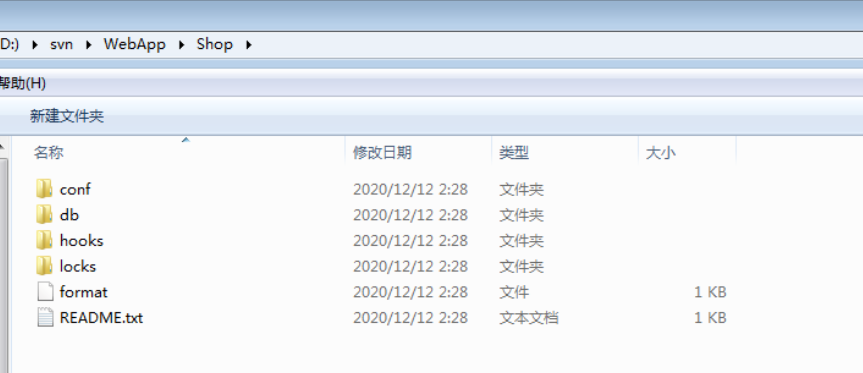 D:) ▸ svn ▸ WebApp ▸ Shop ▸
帮助(H)
新建文件夹
名称 修改日期 类型 大小
conf 2020/12/12 2:28 文件夹
db 2020/12/12 2:28 文件夹
hooks 2020/12/12 2:28 文件夹
locks 2020/12/12 2:28 文件夹
format 2020/12/12 2:28 文件 1 KB
README.txt 2020/12/12 2:28 文本文档 1 KB